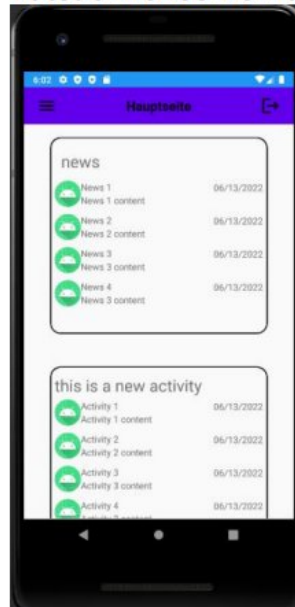 6:02
Hauptseite
news
News 1 06/13/2022
News 1 content
News 2 06/13/2022
News 2 content
News 3 06/13/2022
News 3 content
News 4 06/13/2022
News 3 content
this is a new activity
Activity 1 06/13/2022
Activity 1 content
Activity 2 06/13/2022
Activity 2 content
Activity 3 06/13/2022
Activity 3 content
Activity 4 06/13/2022